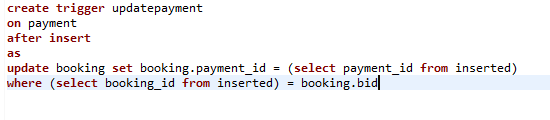 create trigger updatepayment
on payment
after insert
as
update booking set booking.payment_id = (select payment_id from inserted)
where (select booking_id from inserted) = booking.bid